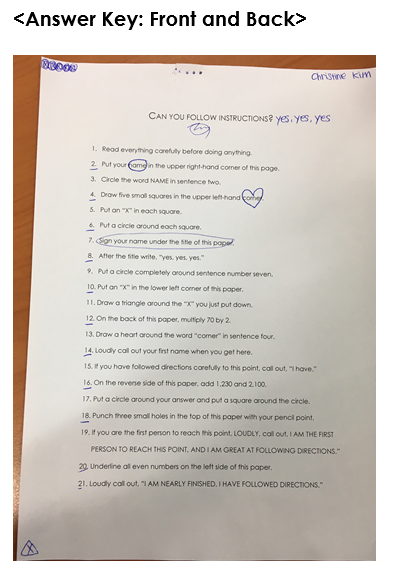 <Answer Key: Front and Back>
Christine Kim
CAN YOU FOLLOW INSTRUCTIONS? yes, yes, yes
1. Read everything carefully before doing anything.
2. Put your name in the upper right-hand corner of this page.
3. Circle the word NAME in sentence two.
4. Draw five small squares in the upper left-hand corner.
5. Put an "X" in each square.
6. Put a circle around each square.
7. Sign your name under the title of this paper.
8. After the title write, "yes, yes, yes."
9. Put a circle completely around sentence number seven.
10. Put an "X" in the lower left corner of this paper.
11. Draw a triangle around the "X" you just put down.
12. On the back of this paper, multiply 70 by 2.
13. Draw a heart around the word "corner" in sentence four.
14. Loudly call out your first name when you get here.
15. If you have followed directions carefully to this point, call out, "I have."
16. On the reverse side of this paper, add 1,230 and 2,100.
17. Put a circle around your answer and put a square around the circle.
18. Punch three small holes in the top of this paper with your pencil point.
19. If you are the first person to reach this point, LOUDLY, call out, I AM THE FIRST
PERSON TO REACH THIS POINT, AND I AM GREAT AT FOLLOWING DIRECTIONS."
20. Underline all even numbers on the left side of this paper.
21. Loudly call out, "I AM NEARLY FINISHED, I HAVE FOLLOWED DIRECTIONS."
X